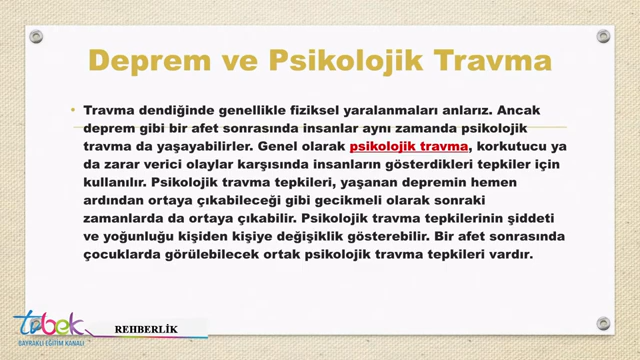 Deprem ve Psikolojik Travma
• Travma dendiğinde genellikle fiziksel yaralanmaları anlarız. Ancak
deprem gibi bir afet sonrasında insanlar aynı zamanda psikolojik
travma da yaşayabilirler. Genel olarak psikolojik travma, korkutucu ya
da zarar verici olaylar karşısında insanların gösterdikleri tepkiler için
kullanılır. Psikolojik travma tepkileri, yaşanan depremin hemen
ardından ortaya çıkabileceği gibi gecikmeli olarak sonraki
zamanlarda da ortaya çıkabilir. Psikolojik travma tepkilerinin şiddeti
ve yoğunluğu kişiden kişiye değişiklik gösterebilir. Bir afet sonrasında
çocuklarda görülebilecek ortak psikolojik travma tepkileri vardır.
tvbek
BAYRAKLI EĞİTİM KANALI
REHBERLİK